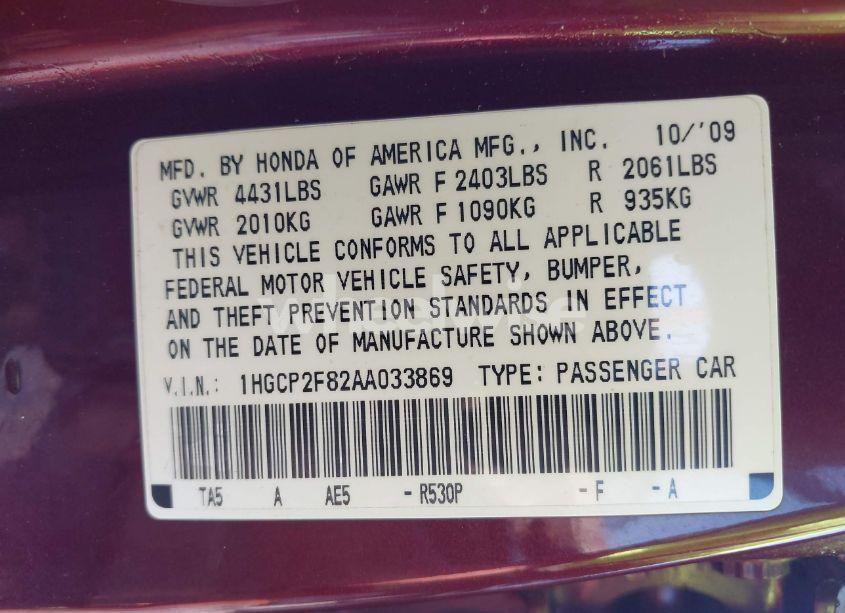 MFD. BY HONDA OF AMERICA MFG., INC. 10/'09
GVWR 4431LBS GAWR F 2403LBS R 2061LBS
GVWR 2010KG GAWR F 1090KG R 935KG
THIS VEHICLE CONFORMS TO ALL APPLICABLE
FEDERAL MOTOR VEHICLE SAFETY, BUMPER,
AND THEFT PREVENTION STANDARDS IN EFFECT
ON THE DATE OF MANUFACTURE SHOWN ABOVE.
V.I.N.: 1HGCP2F82AA033869 TYPE: PASSENGER CAR
TA5 A AE5 - R530P - F - A